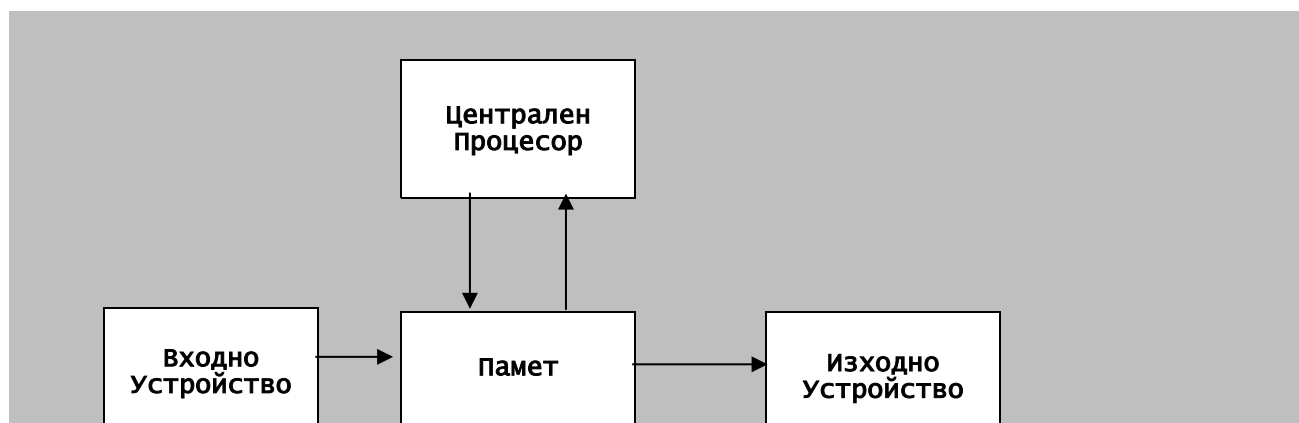 Централен
Процесор
Входно
Устройство
Памет
Изходно
Устройство